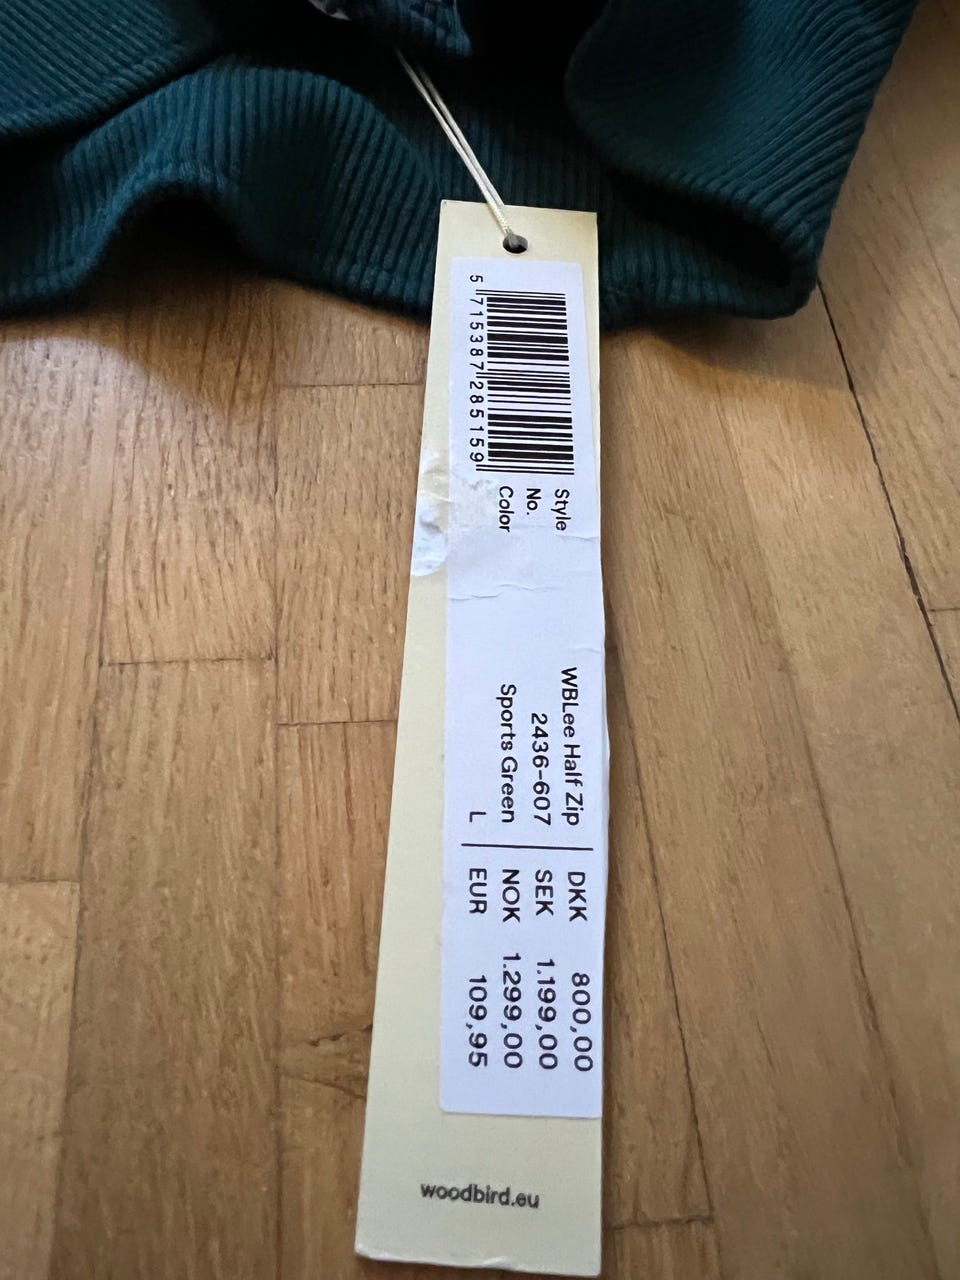 5 715387 285159
Style WBLee Half Zip
No. 2436-607
Color Sports Green
L
DKK 800,00
SEK 1.199,00
NOK 1.299,00
EUR 109,95
woodbird.eu